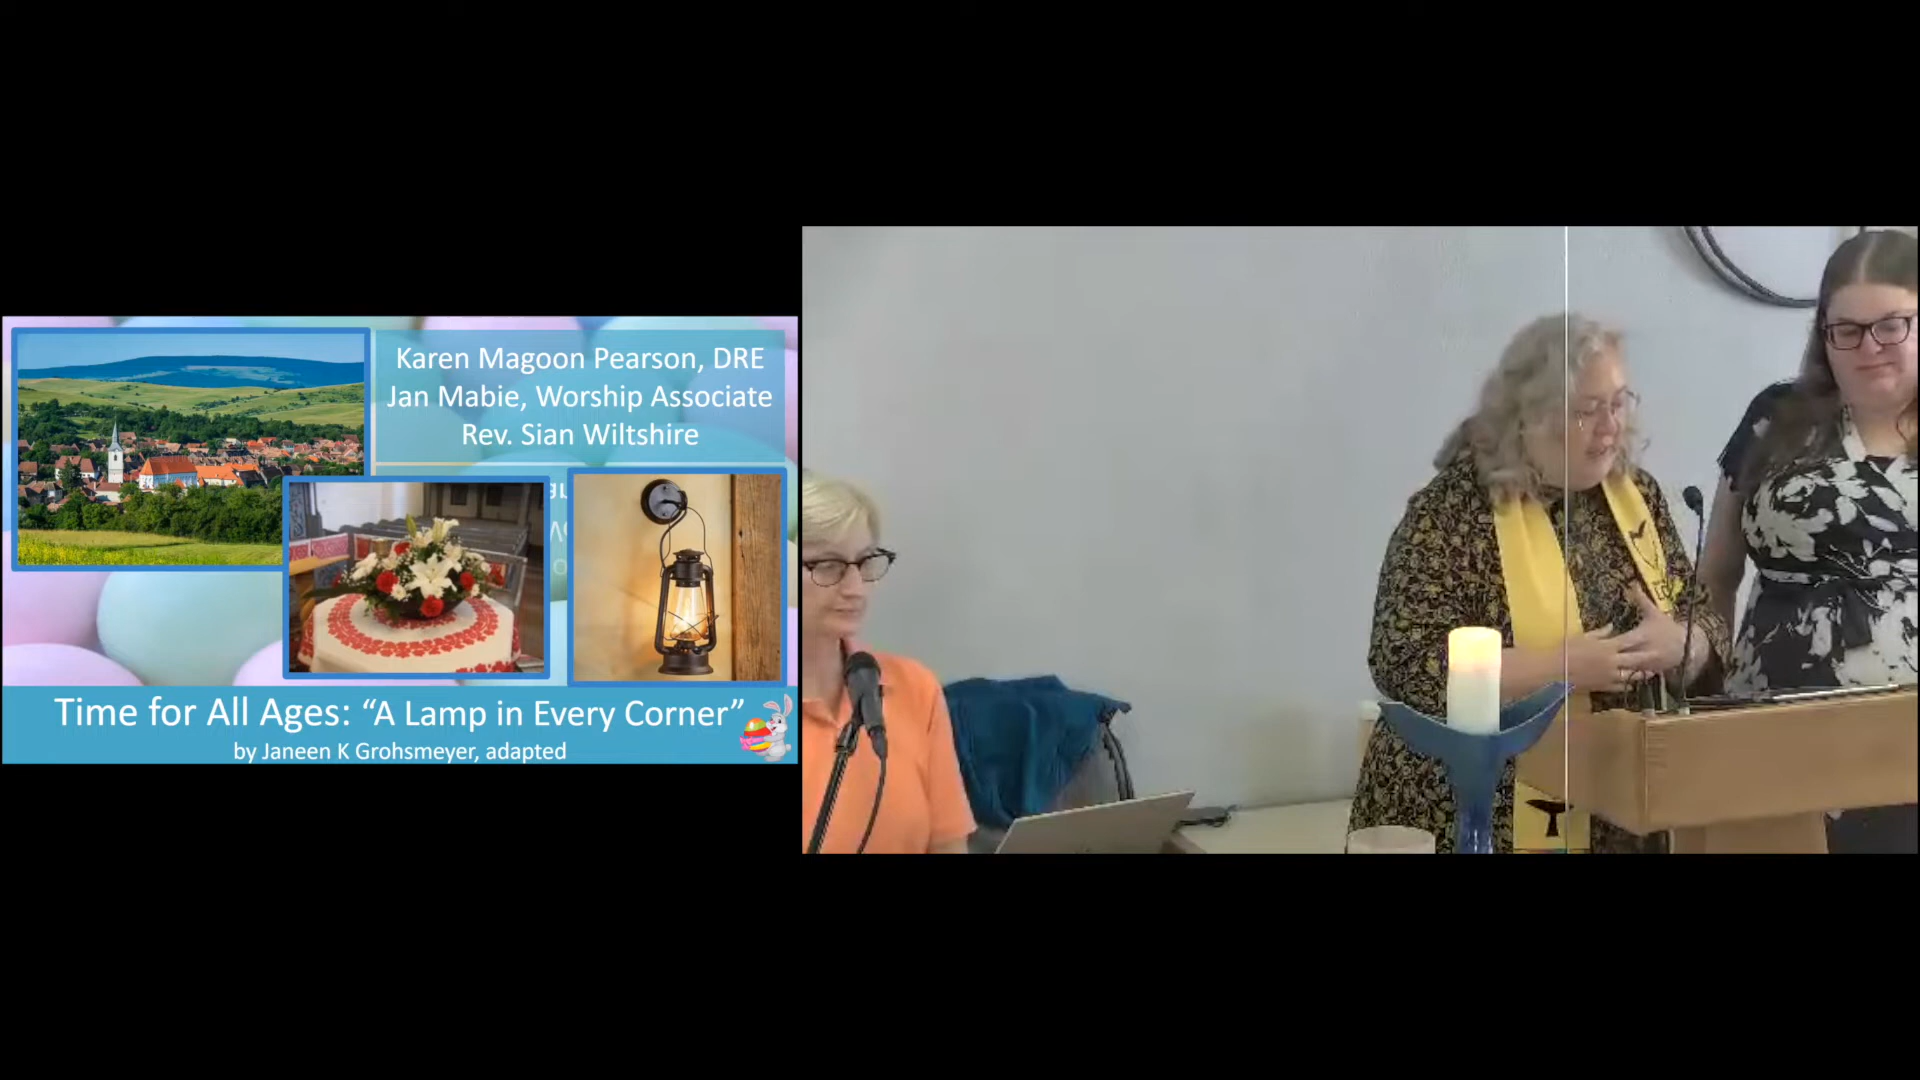 Karen Magoon Pearson, DRE
Jan Mabie, Worship Associate
Rev. Sian Wiltshire
Time for All Ages: “A Lamp in Every Corner”
by Janeen K Grohsmeyer, adapted